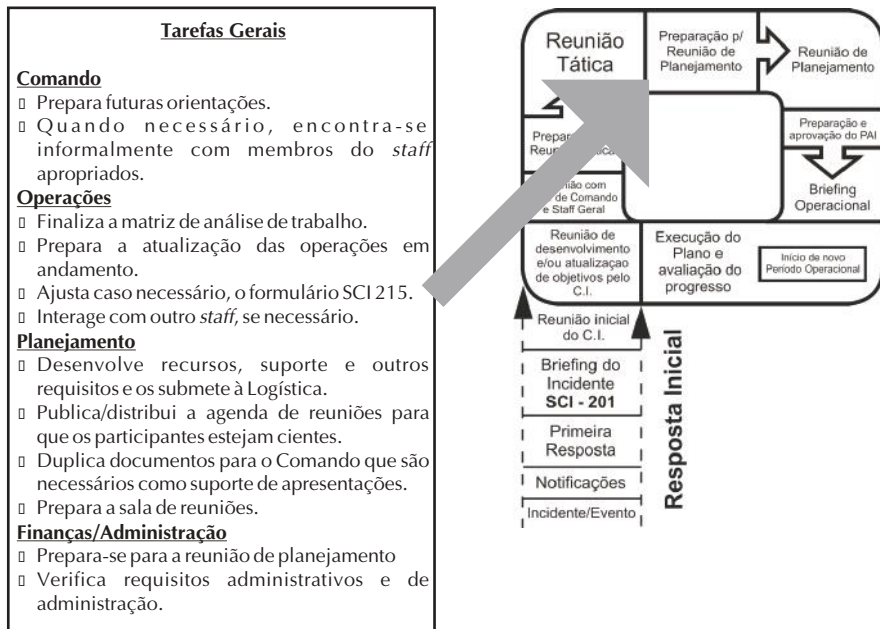 Tarefas Gerais
Comando
Prepara futuras orientações.
Quando necessário, encontra-se
informalmente com membros do staff
apropriados.
Operações
Finaliza a matriz de análise de trabalho.
Prepara a atualização das operações em
andamento.
Ajusta caso necessário, o formulário SCI 215.
Interage com outro staff, se necessário.
Planejamento
Desenvolve recursos, suporte e outros
requisitos e os submete à Logística.
Publica/distribui a agenda de reuniões para
que os participantes estejam cientes.
Duplica documentos para o Comando que são
necessários como suporte de apresentações.
Prepara a sala de reuniões.
Finanças/Administração
Prepara-se para a reunião de planejamento
Verifica requisitos administrativos e de
administração.
Reunião
Tática
Preparação p/
Reunião de
Planejamento
Reunião de
Planejamento
Preparação e
aprovação do PAI
Briefing
Operacional
com
de Comando
e Staff Geral
Reunião de
desenvolvimento
e/ou atualizaçao
de objetivos pelo
C.I.
Execução do
Plano e
avaliação do
progresso
Início de novo
Período Operacional
Reunião inicial
do C.I.
Briefing do
Incidente
SCI - 201
Primeira
Resposta
Notificações
Incidente/Evento
Resposta Inicial